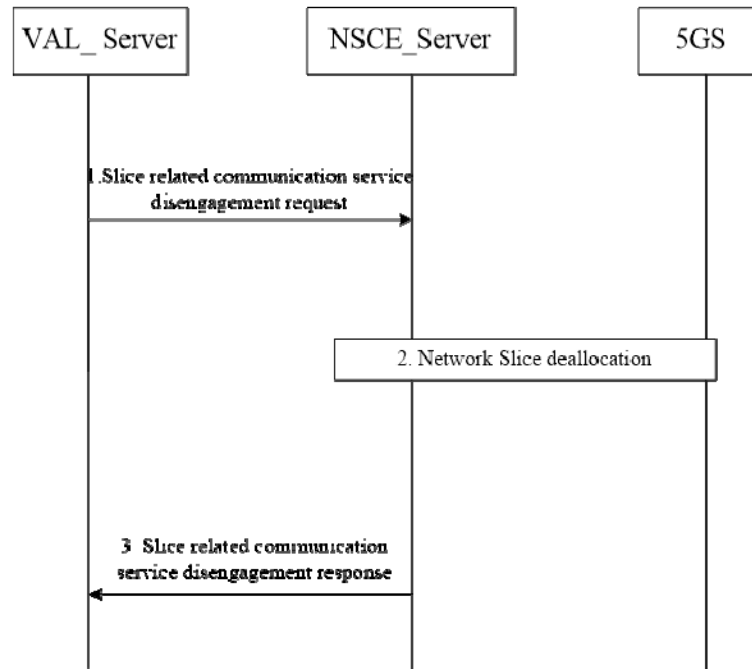 VAL_ Server
NSCE_Server
5GS
1.Slice related communication service
disengagement request
2. Network Slice deallocation
3 Slice related communication
service disengagement response